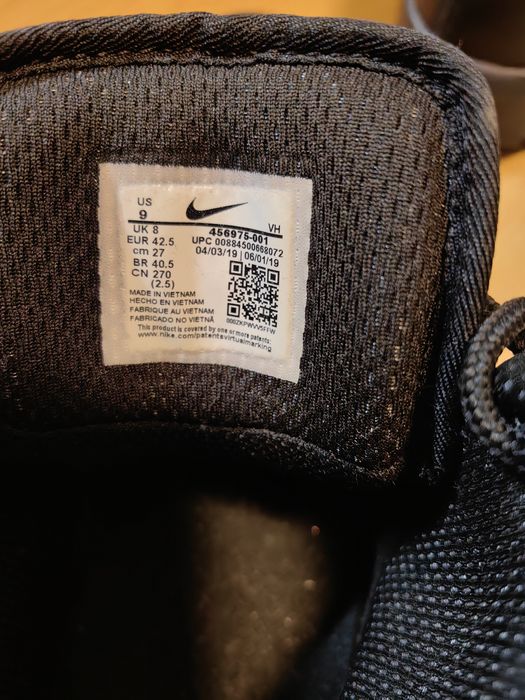 US
9
VH
UK 8
456975-001
EUR 42.5
UPC 00884500668072
cm 27
04/03/19 | 06/01/19
BR 40.5
CN 270
(2.5)
MADE IN VIETNAM
HECHO EN VIETNAM
FABRIQUE AU VIETNAM
FABRICADO NO VIETNÃ
This product is covered by one or more patents:
www.nike.com/patentsvirtualmarking